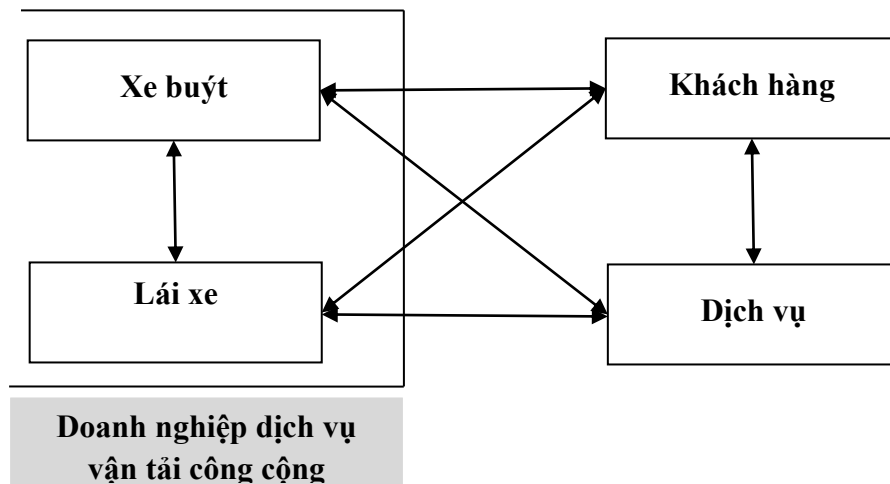 Xe buýt
Khách hàng
Lái xe
Dịch vụ
Doanh nghiệp dịch vụ
vận tải công cộng